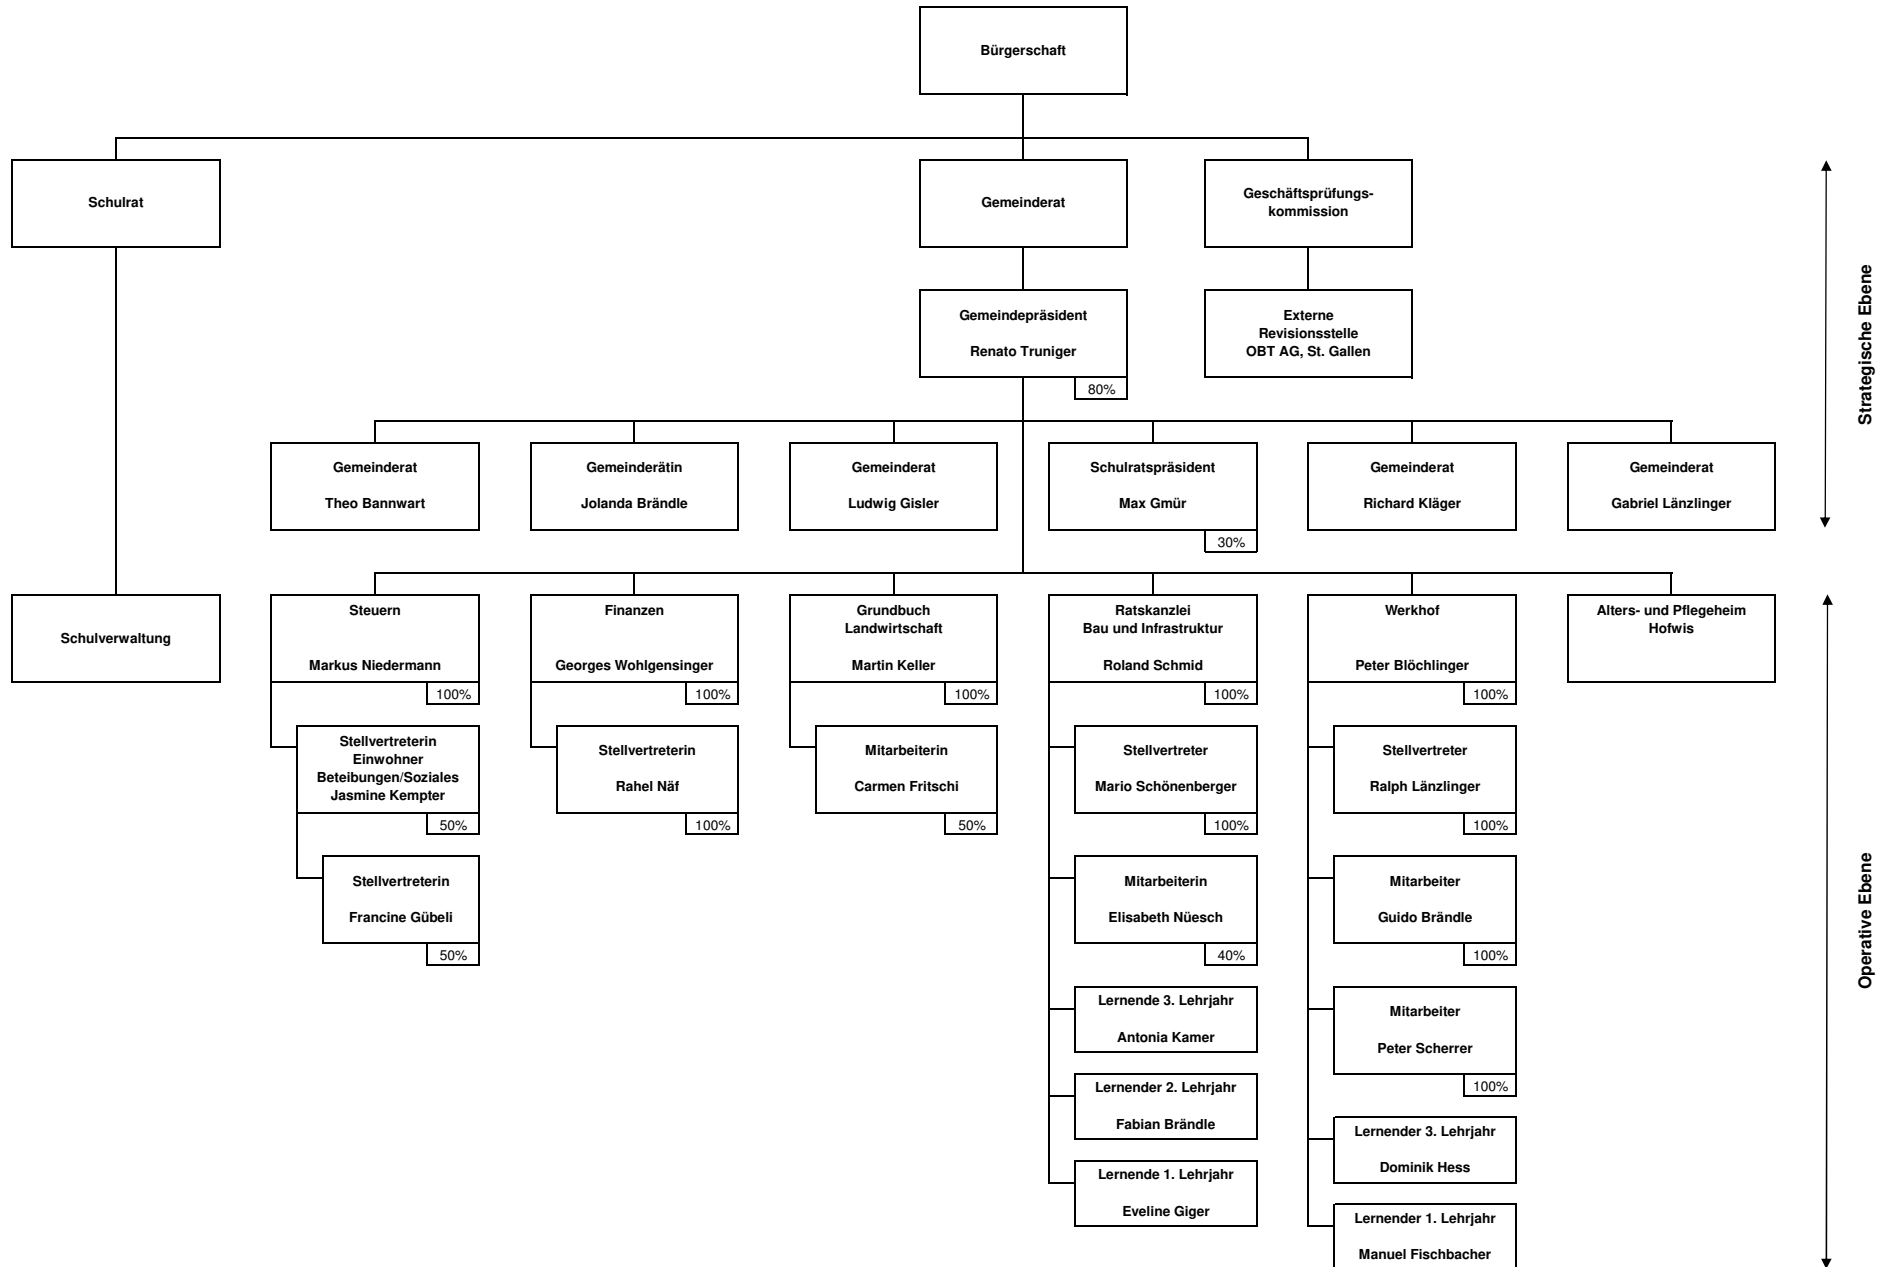 Bürgerschaft
Schulrat
Gemeinderat
Geschäftsprüfungs-
kommission
Gemeindepräsident
Renato Truniger
80%
Externe
Revisionsstelle
OBT AG, St. Gallen
Strategische Ebene
Gemeinderat
Theo Bannwart
Gemeinderätin
Jolanda Brändle
Gemeinderat
Ludwig Gisler
Schulratspräsident
Max Gmür
30%
Gemeinderat
Richard Kläger
Gemeinderat
Gabriel Länzlinger
Schulverwaltung
Steuern
Markus Niedermann
100%
Stellvertreterin
Einwohner
Beteibungen/Soziales
Jasmine Kempter
50%
Stellvertreterin
Francine Gübeli
50%
Finanzen
Georges Wohlgensinger
100%
Stellvertreterin
Rahel Näf
100%
Grundbuch
Landwirtschaft
Martin Keller
100%
Mitarbeiterin
Carmen Fritschi
50%
Ratskanzlei
Bau und Infrastruktur
Roland Schmid
100%
Stellvertreter
Mario Schönenberger
100%
Mitarbeiterin
Elisabeth Nüesch
40%
Lernende 3. Lehrjahr
Antonia Kamer
Lernender 2. Lehrjahr
Fabian Brändle
Lernende 1. Lehrjahr
Eveline Giger
Werkhof
Peter Blöchlinger
100%
Stellvertreter
Ralph Länzlinger
100%
Mitarbeiter
Guido Brändle
100%
Mitarbeiter
Peter Scherrer
100%
Lernender 3. Lehrjahr
Dominik Hess
Lernender 1. Lehrjahr
Manuel Fischbacher
Alters- und Pflegeheim
Hofwis
Operative Ebene